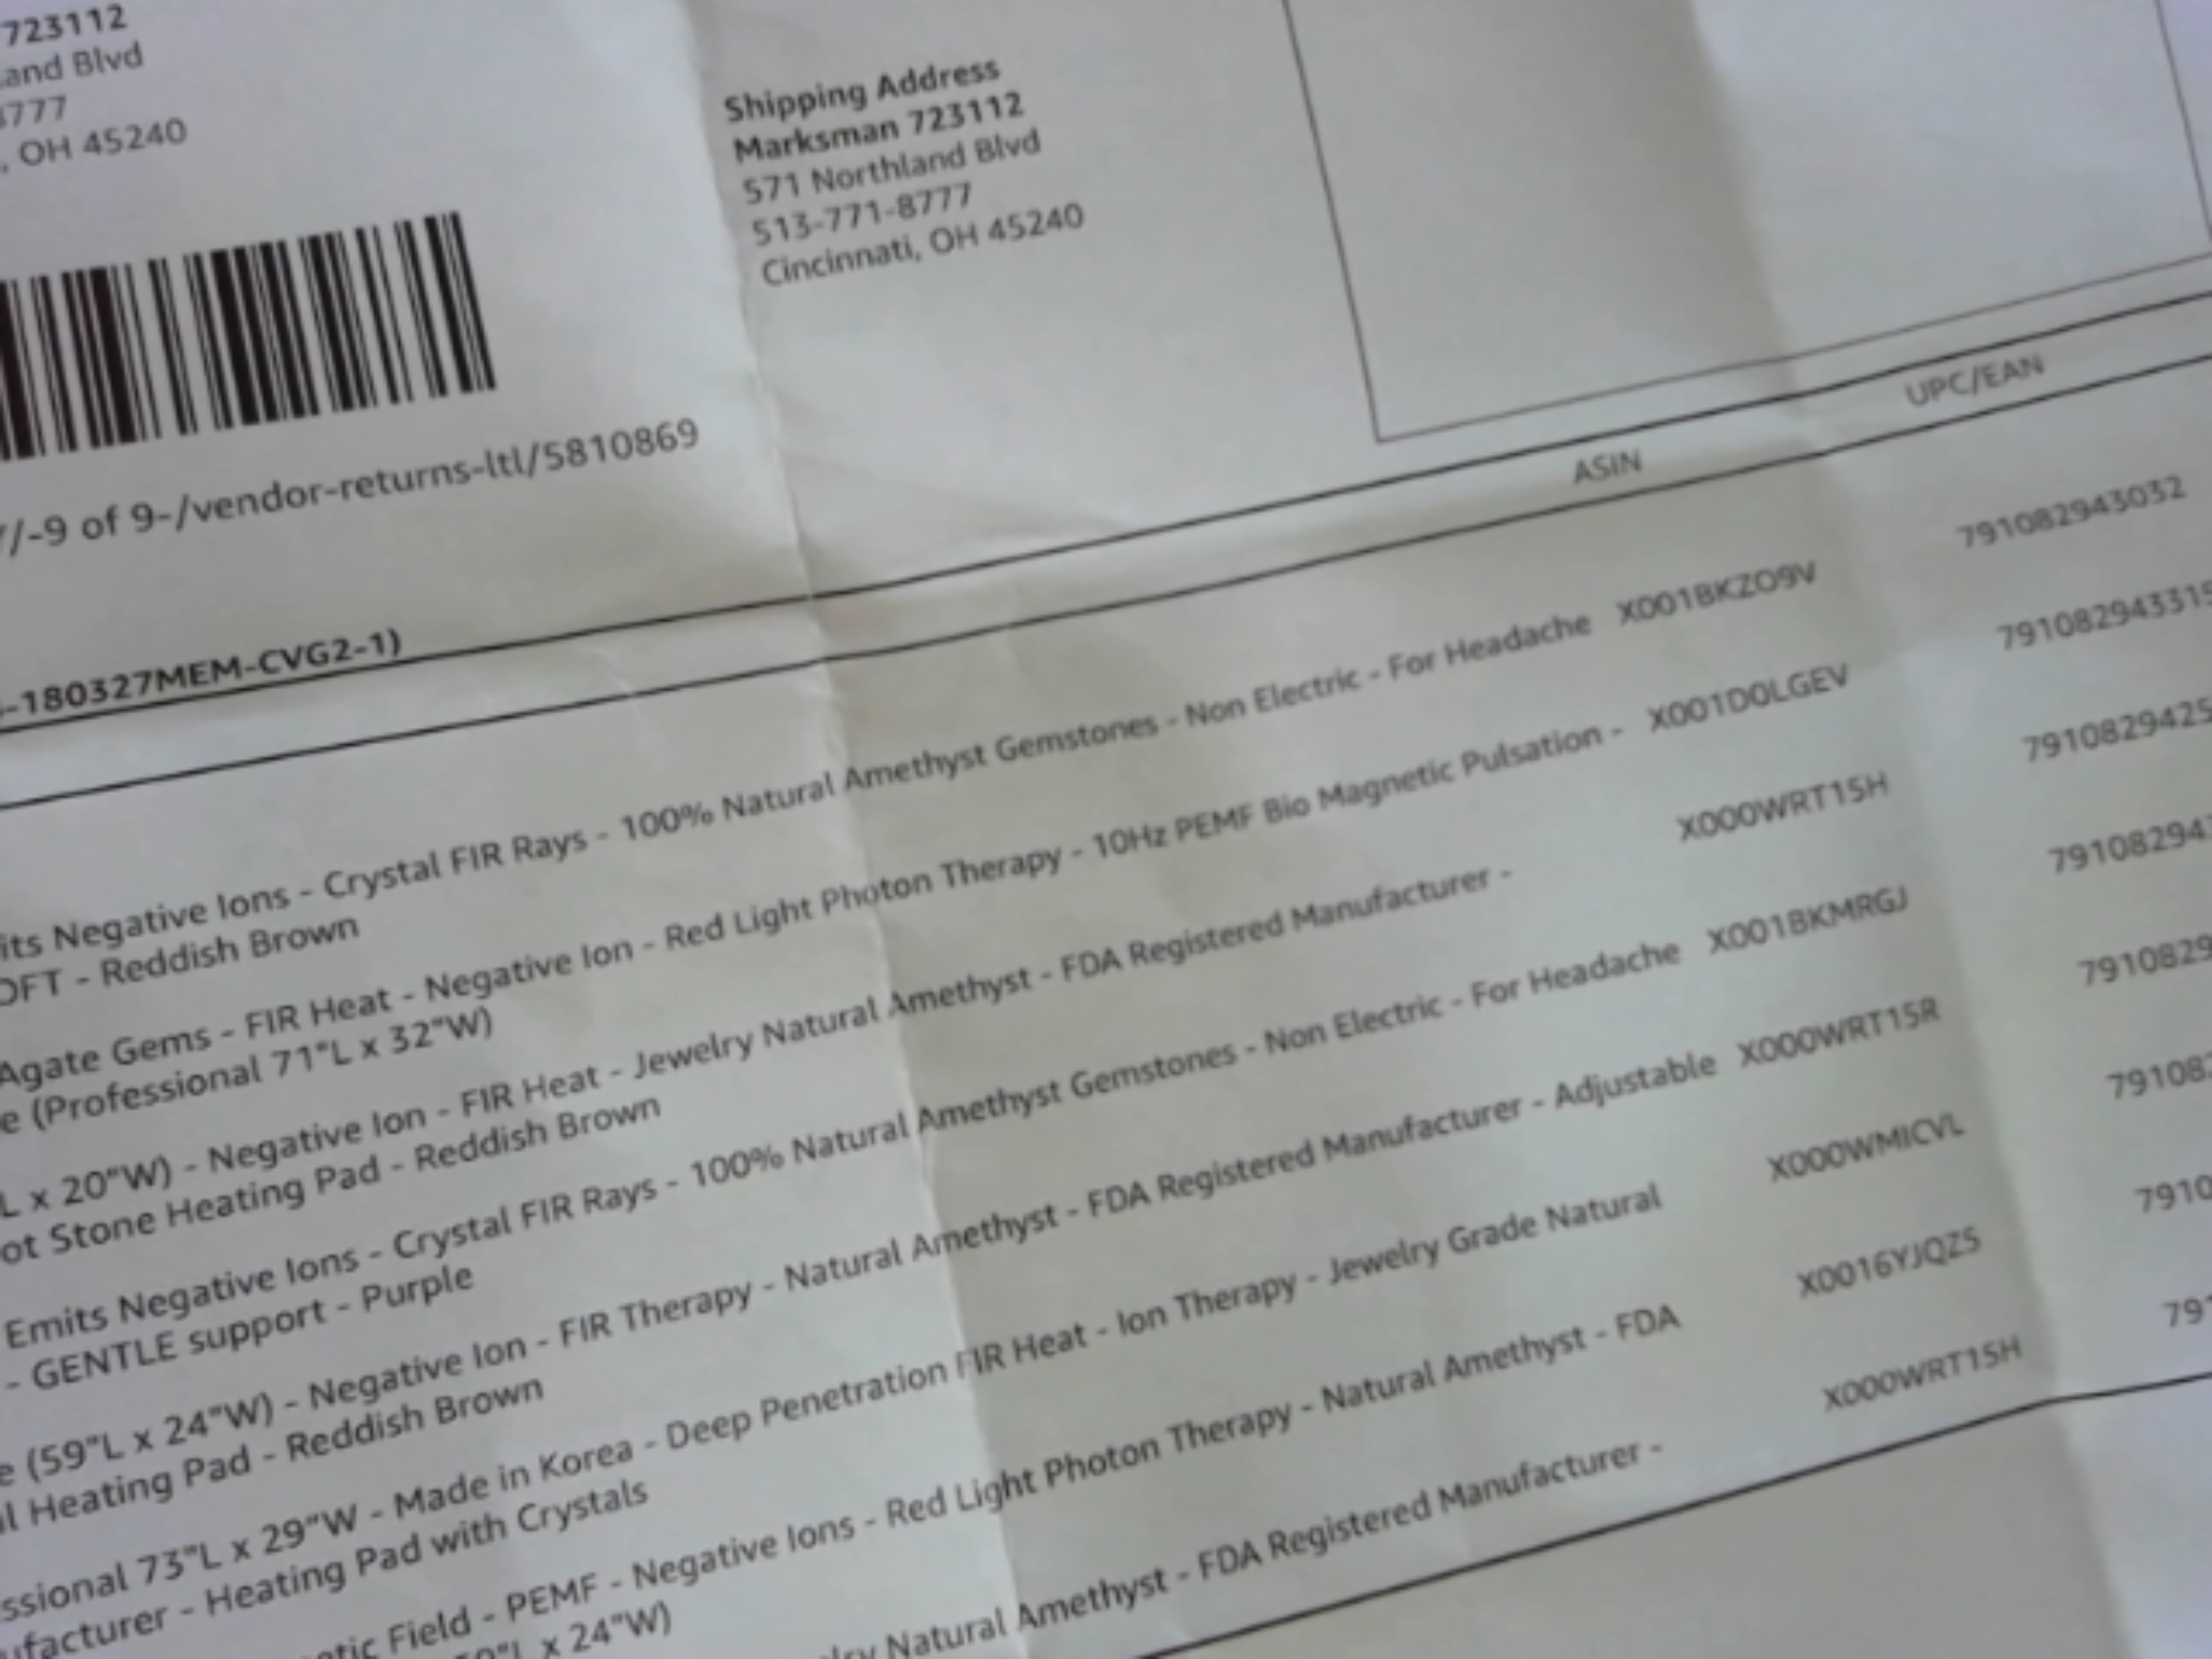 723112
Blvd
OH 45240
Shipping Address
Marksman 723112
571 Northland Blvd
513-771-8777
Cincinnati, OH 45240
/-9 of 9-/vendor-returns-ltl/5810869
-180327MEM-CVG2-1)
ASIN UPC/EAN
Negative Ions - Crystal FIR Rays - 100% Natural Amethyst Gemstones - Non Electric - For Headache X001BKZO9V 791082943032
- Reddish Brown
Agate Gems - FIR Heat - Negative Ion - Red Light Photon Therapy - 10Hz PEMF Bio Magnetic Pulsation - X001D0LGEV
(Professional 71"L x 32"W)
L x 20"W) - Negative Ion - FIR Heat - Jewelry Natural Amethyst - FDA Registered Manufacturer - X000WRT15H
Stone Heating Pad - Reddish Brown
Emits Negative Ions - Crystal FIR Rays - 100% Natural Amethyst Gemstones - Non Electric - For Headache X001BKMRGJ
- GENTLE support - Purple
(59"L x 24"W) - Negative Ion - FIR Therapy - Natural Amethyst - FDA Registered Manufacturer - Adjustable X000WRT15R
Heating Pad - Reddish Brown
73"L x 29"W - Made in Korea - Deep Penetration FIR Heat - Ion Therapy - Jewelry Grade Natural X000WMICVL
- Heating Pad with Crystals
Field - PEMF - Negative Ions - Red Light Photon Therapy - Natural Amethyst - FDA X0016YJQZ5
x 24"W)
Natural Amethyst - FDA Registered Manufacturer - X000WRT15H